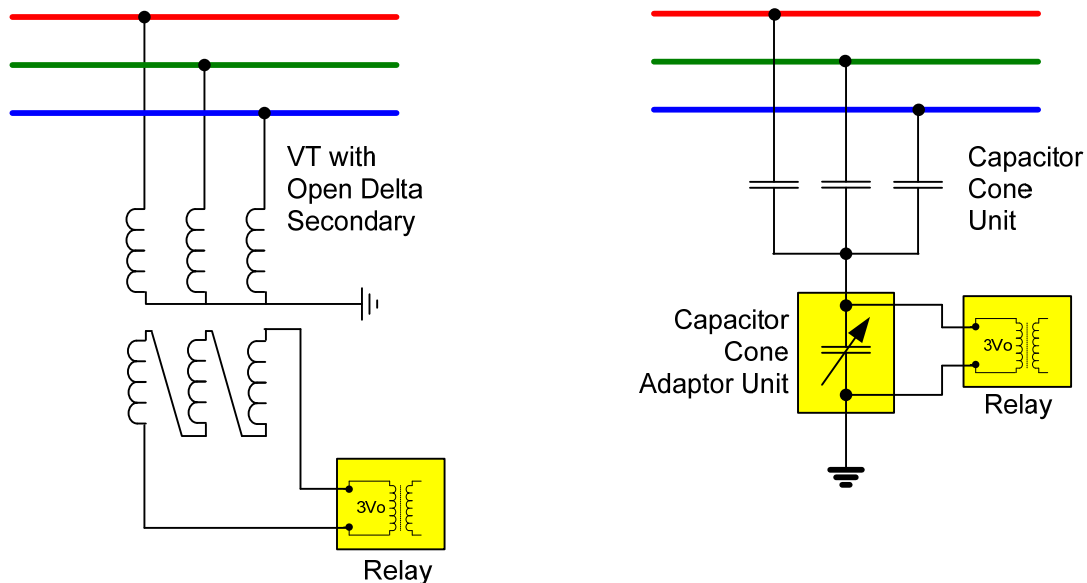 VT with
Open Delta
Secondary
3Vo
Relay
Capacitor
Cone
Unit
Capacitor
Cone
Adaptor Unit
3Vo
Relay